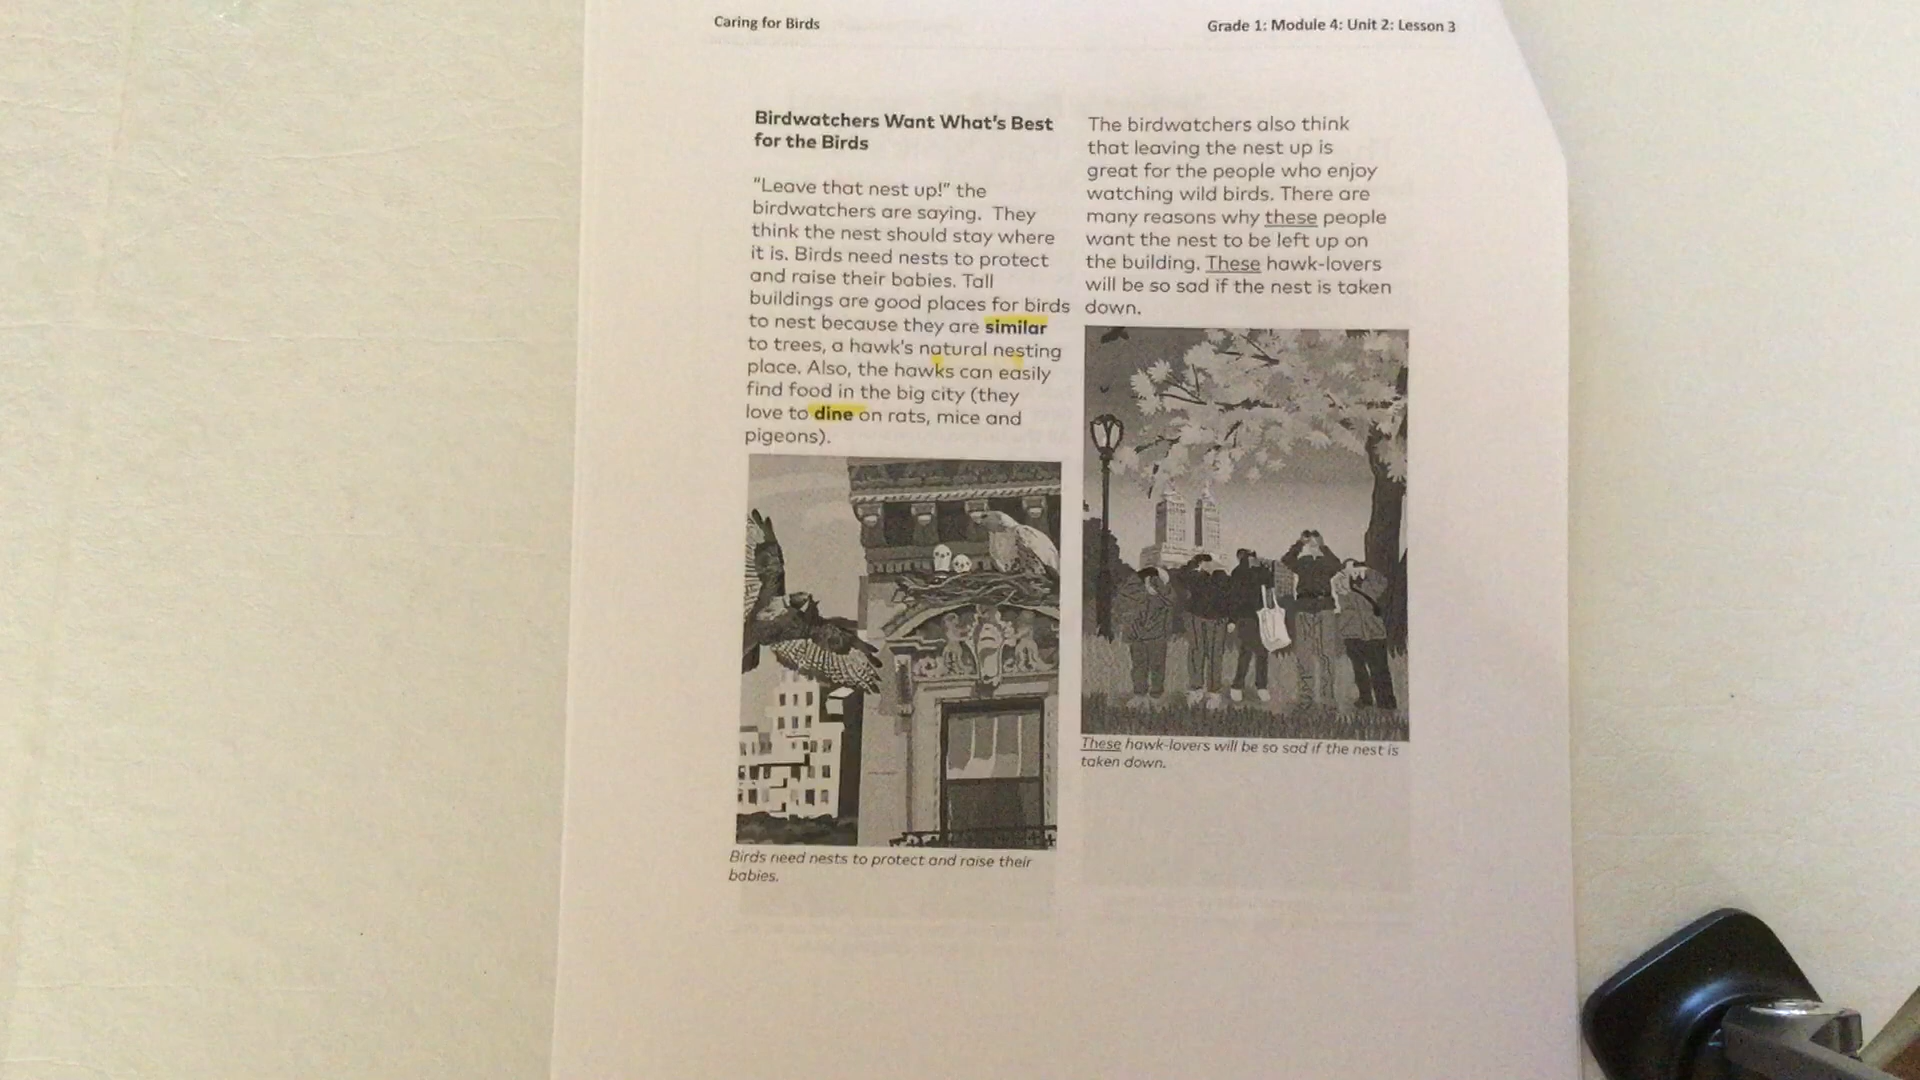 Caring for Birds
Grade 1: Module 4: Unit 2: Lesson 3
Birdwatchers Want What's Best
for the Birds
"Leave that nest up!" the
birdwatchers are saying. They
think the nest should stay where
it is. Birds need nests to protect
and raise their babies. Tall
buildings are good places for birds
to nest because they are similar
to trees, a hawk's natural nesting
place. Also, the hawks can easily
find food in the big city (they
love to dine on rats, mice and
pigeons).
Birds need nests to protect and raise their
babies.
The birdwatchers also think
that leaving the nest up is
great for the people who enjoy
watching wild birds. There are
many reasons why these people
want the nest to be left up on
the building. These hawk-lovers
will be so sad if the nest is taken
down.
These hawk-lovers will be so sad if the nest is
taken down.